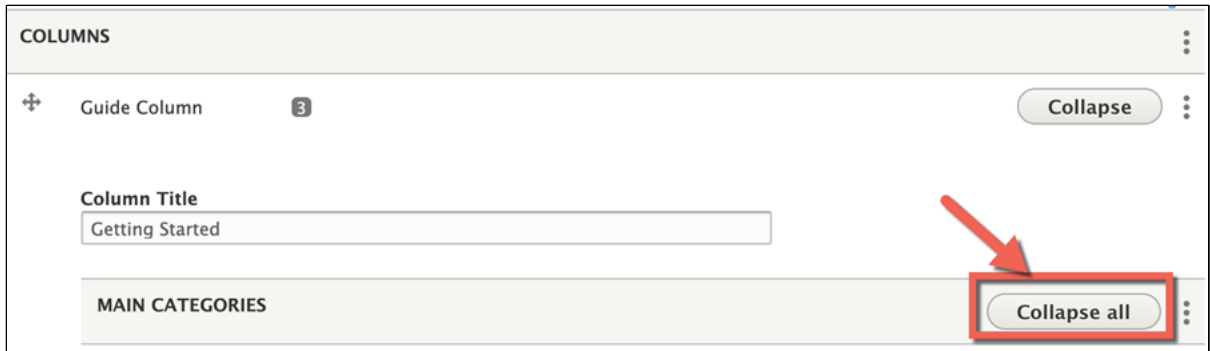 COLUMNS
Guide Column 3 Collapse
Column Title
Getting Started
MAIN CATEGORIES Collapse all